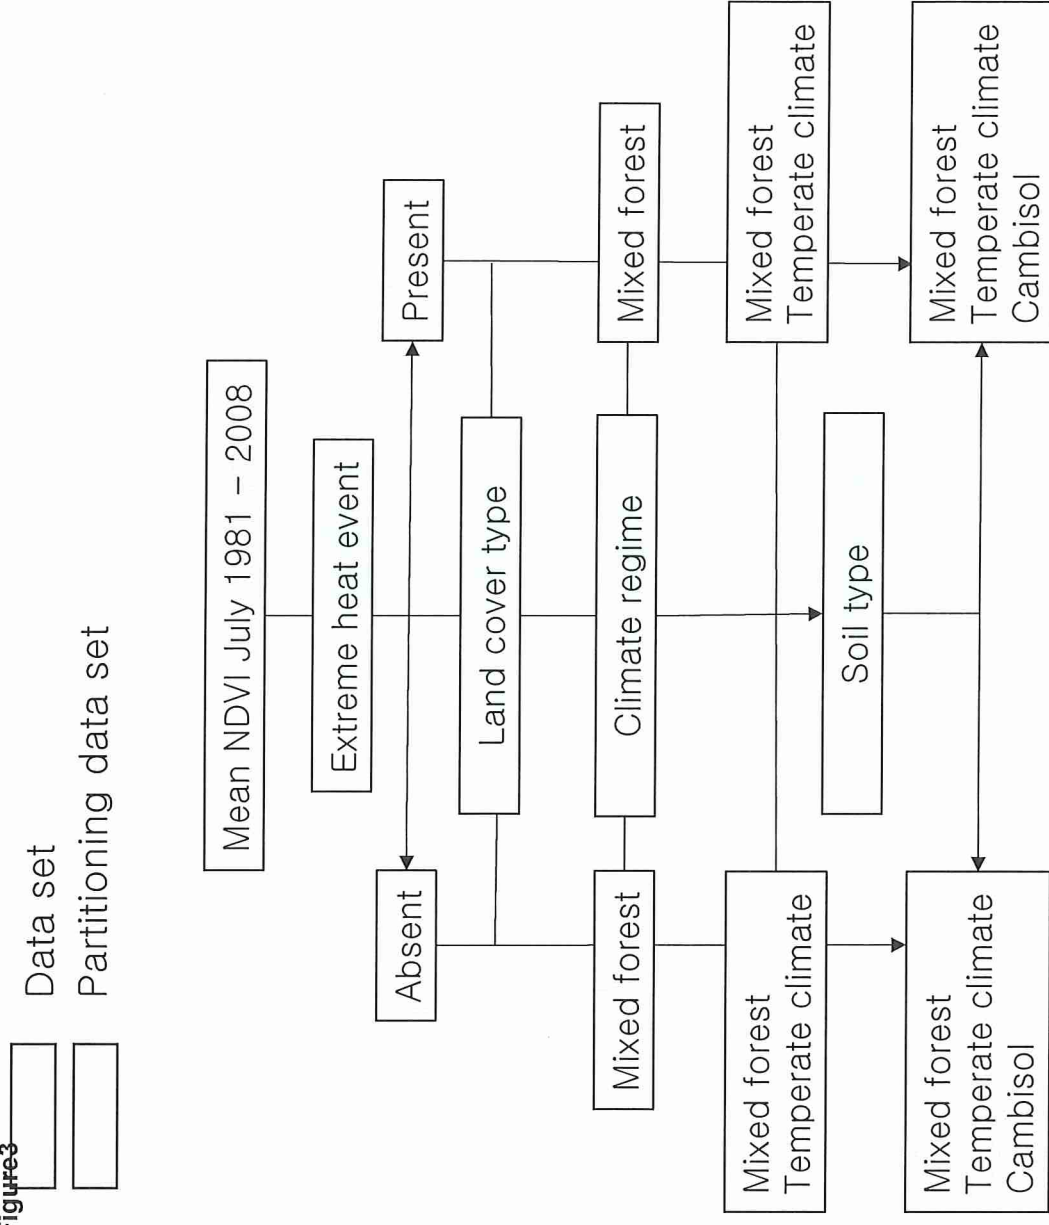 Figure3
Data set
Partitioning data set
Mean NDVI July 1981 – 2008
Extreme heat event
Absent
Present
Land cover type
Mixed forest
Climate regime
Mixed forest
Mixed forest
Temperate climate
Mixed forest
Temperate climate
Soil type
Mixed forest
Temperate climate
Cambisol
Mixed forest
Temperate climate
Cambisol